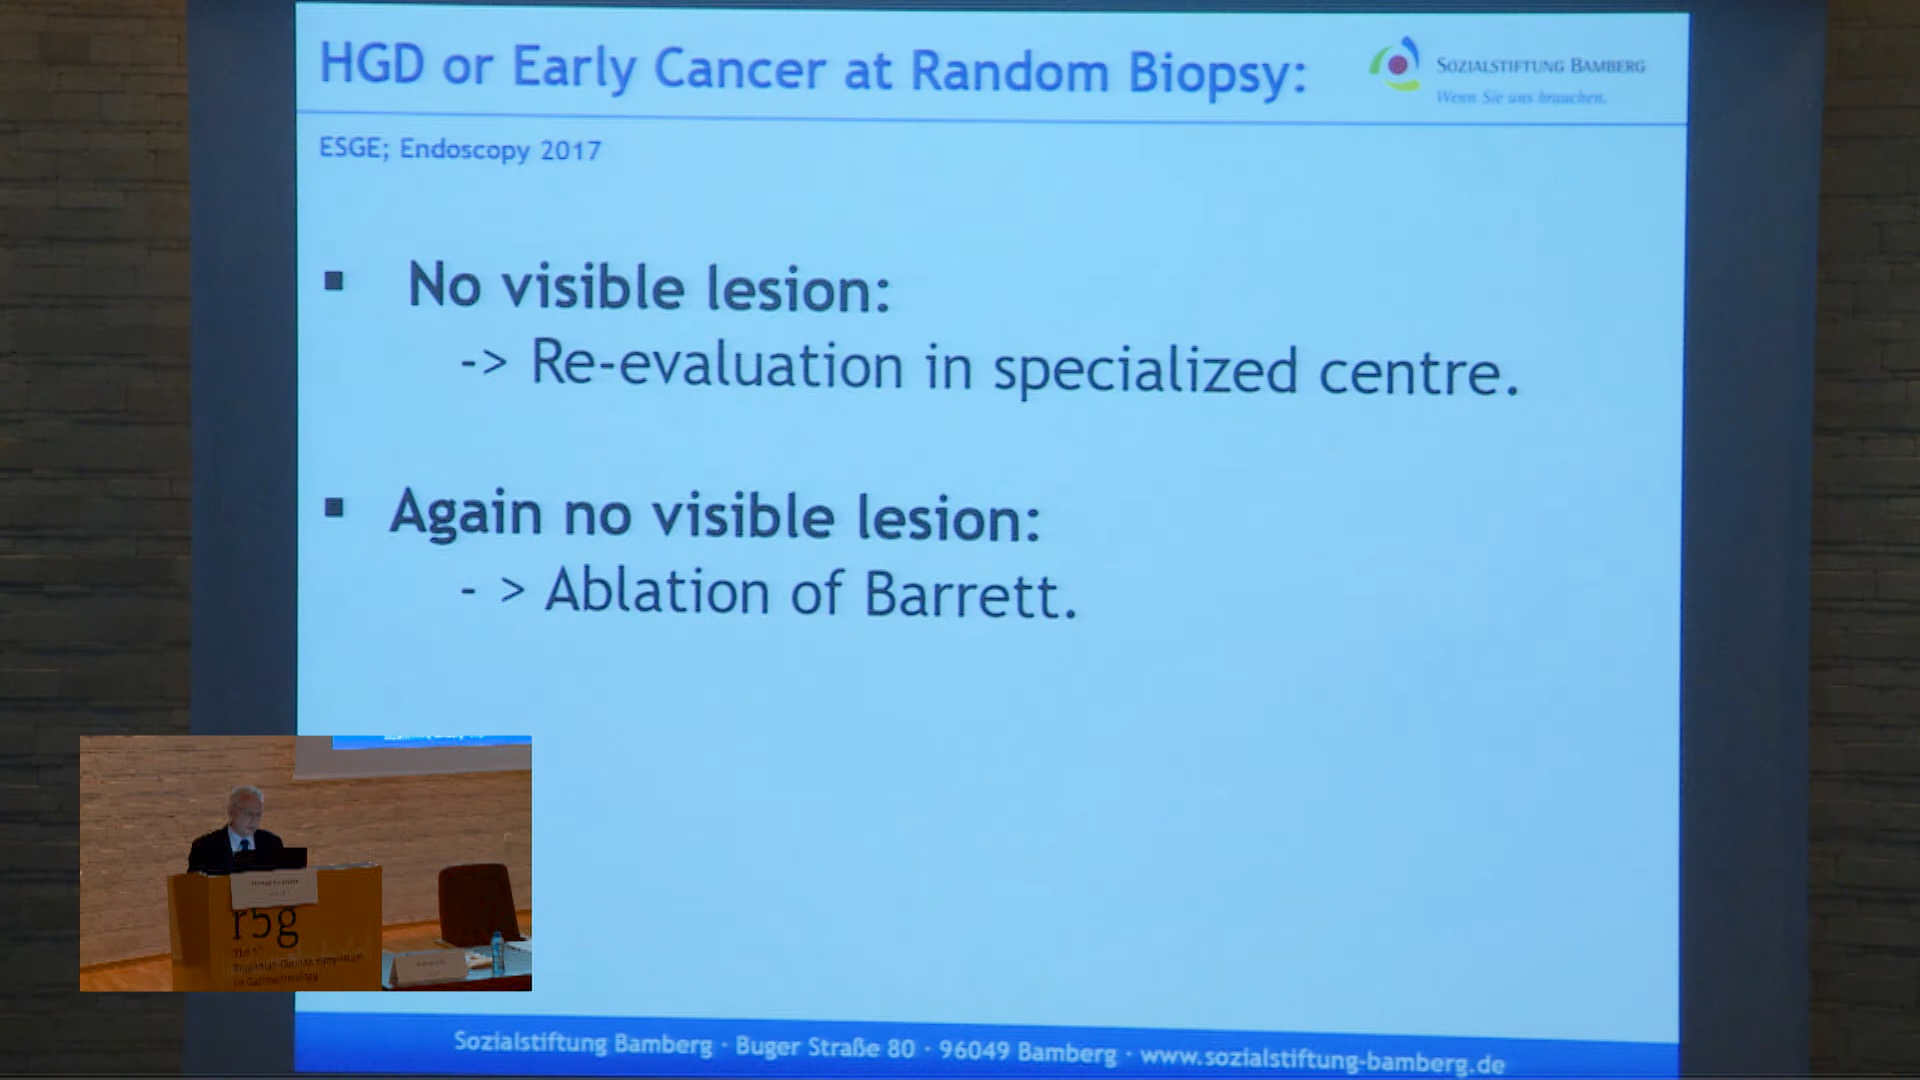 HGD or Early Cancer at Random Biopsy:
SOZIALSTIFTUNG BAMBERG
Wenn Sie uns brauchen.
ESGE; Endoscopy 2017
▪ No visible lesion:
-> Re-evaluation in specialized centre.
▪ Again no visible lesion:
- > Ablation of Barrett.
r5g
Sozialstiftung Bamberg · Buger Straße 80 · 96049 Bamberg · www.sozialstiftung-bamberg.de